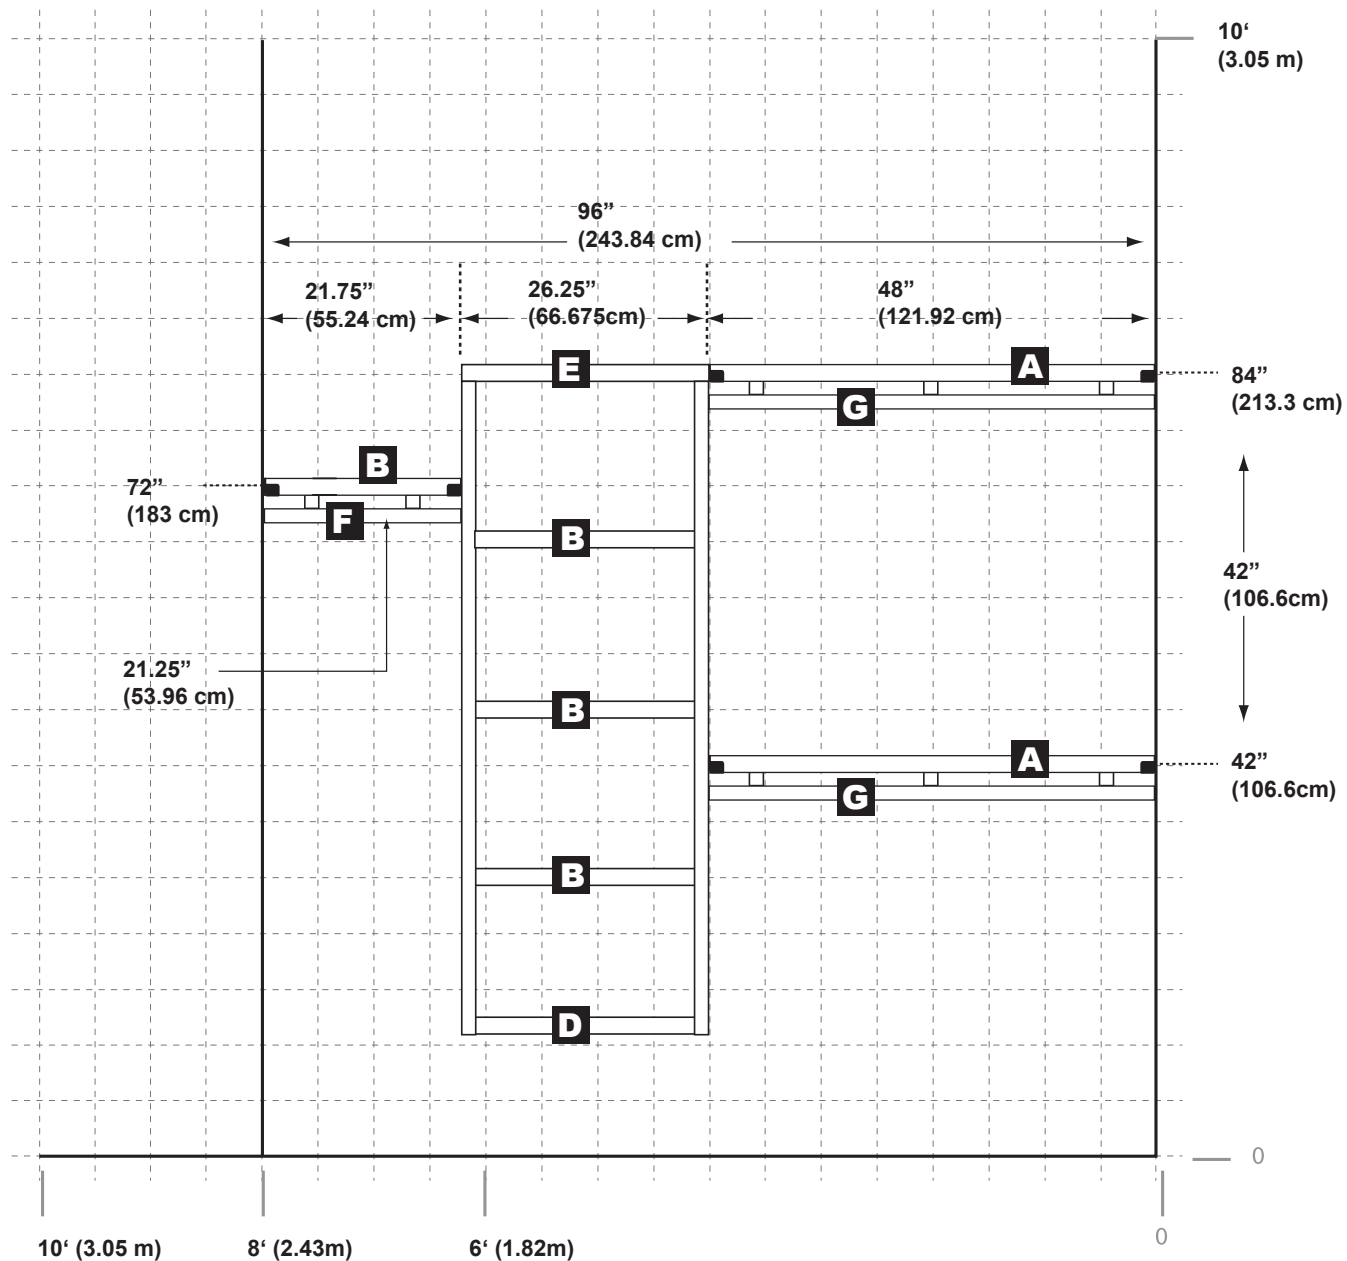 10‘
(3.05 m)
96”
(243.84 cm)
21.75”
(55.24 cm)
26.25”
(66.675cm)
48”
(121.92 cm)
E
A
84”
(213.3 cm)
G
B
72”
(183 cm)
F
B
42”
(106.6cm)
21.25”
(53.96 cm)
B
A
42”
(106.6cm)
G
B
D
0
10‘ (3.05 m)
8‘ (2.43m)
6‘ (1.82m)
0